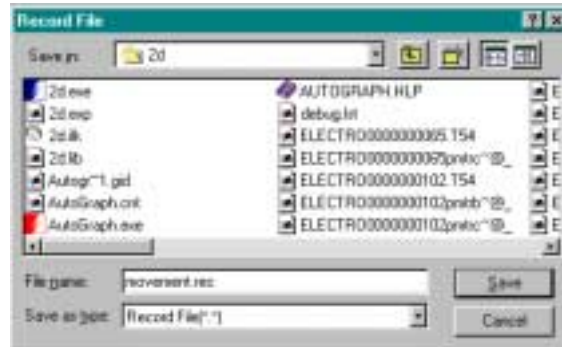 Record File
Save in: 2d
2d.exe
2d.exp
2d.ilk
2d.lib
Autogr~1.gid
AutoGraph.cnt
AutoGraph.exe
AUTOGRAPH.HLP
debug.lst
ELECTRO0000000065.T54
ELECTRO0000000102.T54
File name: movement.rec
Save
Save as type: Record File(*.*)
Cancel